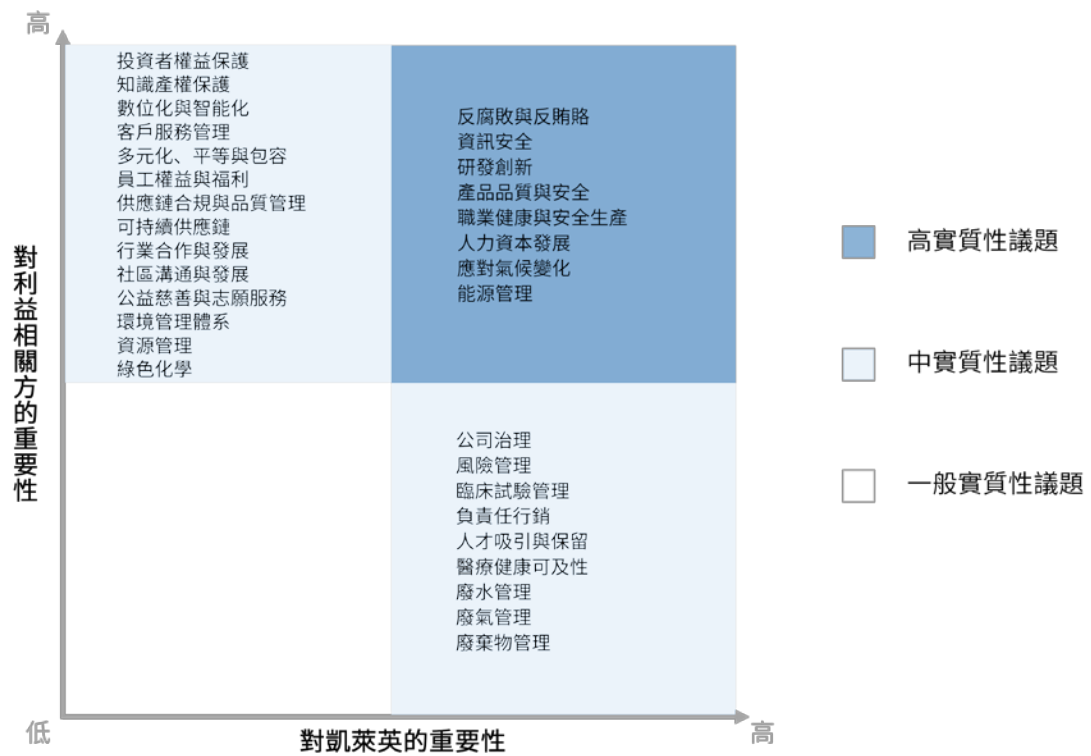 高
投資者權益保護
知識產權保護
數位化與智能化
客戶服務管理
多元化、平等與包容
員工權益與福利
供應鏈合規與品質管理
可持續供應鏈
行業合作與發展
社區溝通與發展
公益慈善與志願服務
環境管理體系
資源管理
綠色化學
反腐敗與反賄賂
資訊安全
研發創新
產品品質與安全
職業健康與安全生產
人力資本發展
應對氣候變化
能源管理
公司治理
風險管理
臨床試驗管理
負責任行銷
人才吸引與保留
醫療健康可及性
廢水管理
廢氣管理
廢棄物管理
對利益相關方的重要性
低
對凱萊英的重要性
高
高實質性議題
中實質性議題
一般實質性議題